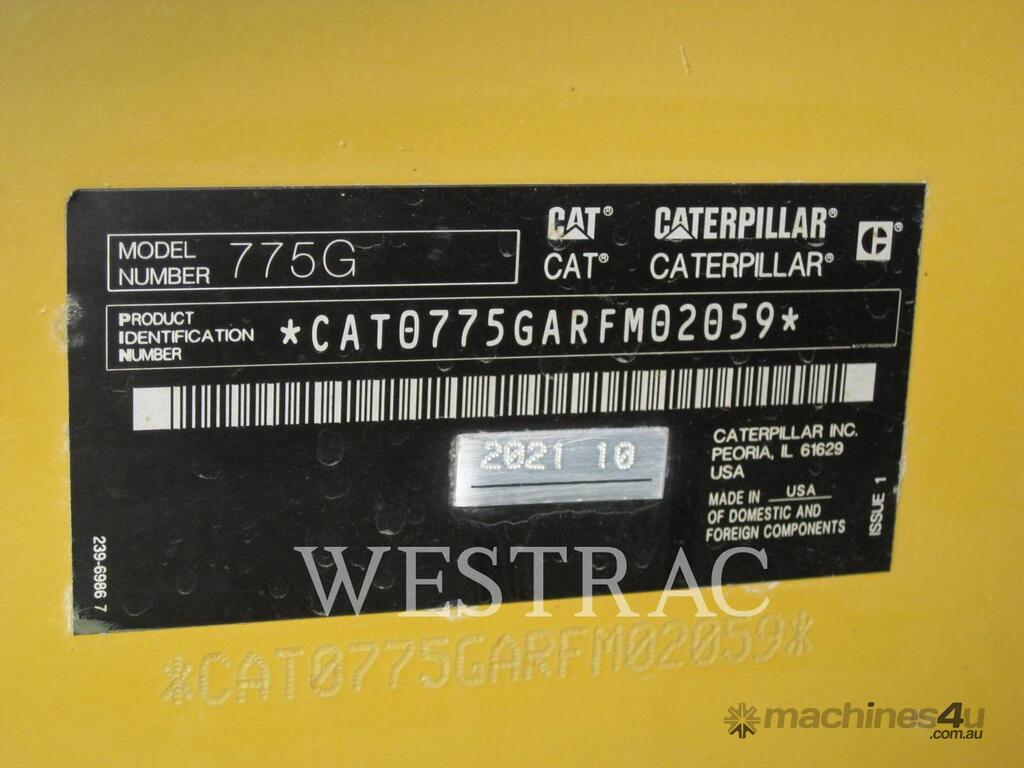 MODEL
NUMBER 775G
CAT® CATERPILLAR® C®
CAT® CATERPILLAR®
PRODUCT
IDENTIFICATION
NUMBER
*CAT0775GARFM02059*
2021 10
CATERPILLAR INC.
PEORIA, IL 61629
USA
MADE IN USA
OF DOMESTIC AND
FOREIGN COMPONENTS
ISSUE 1
239-6986 7
WESTRAC
*CAT0775GARFM02059*
machines4u
.com.au